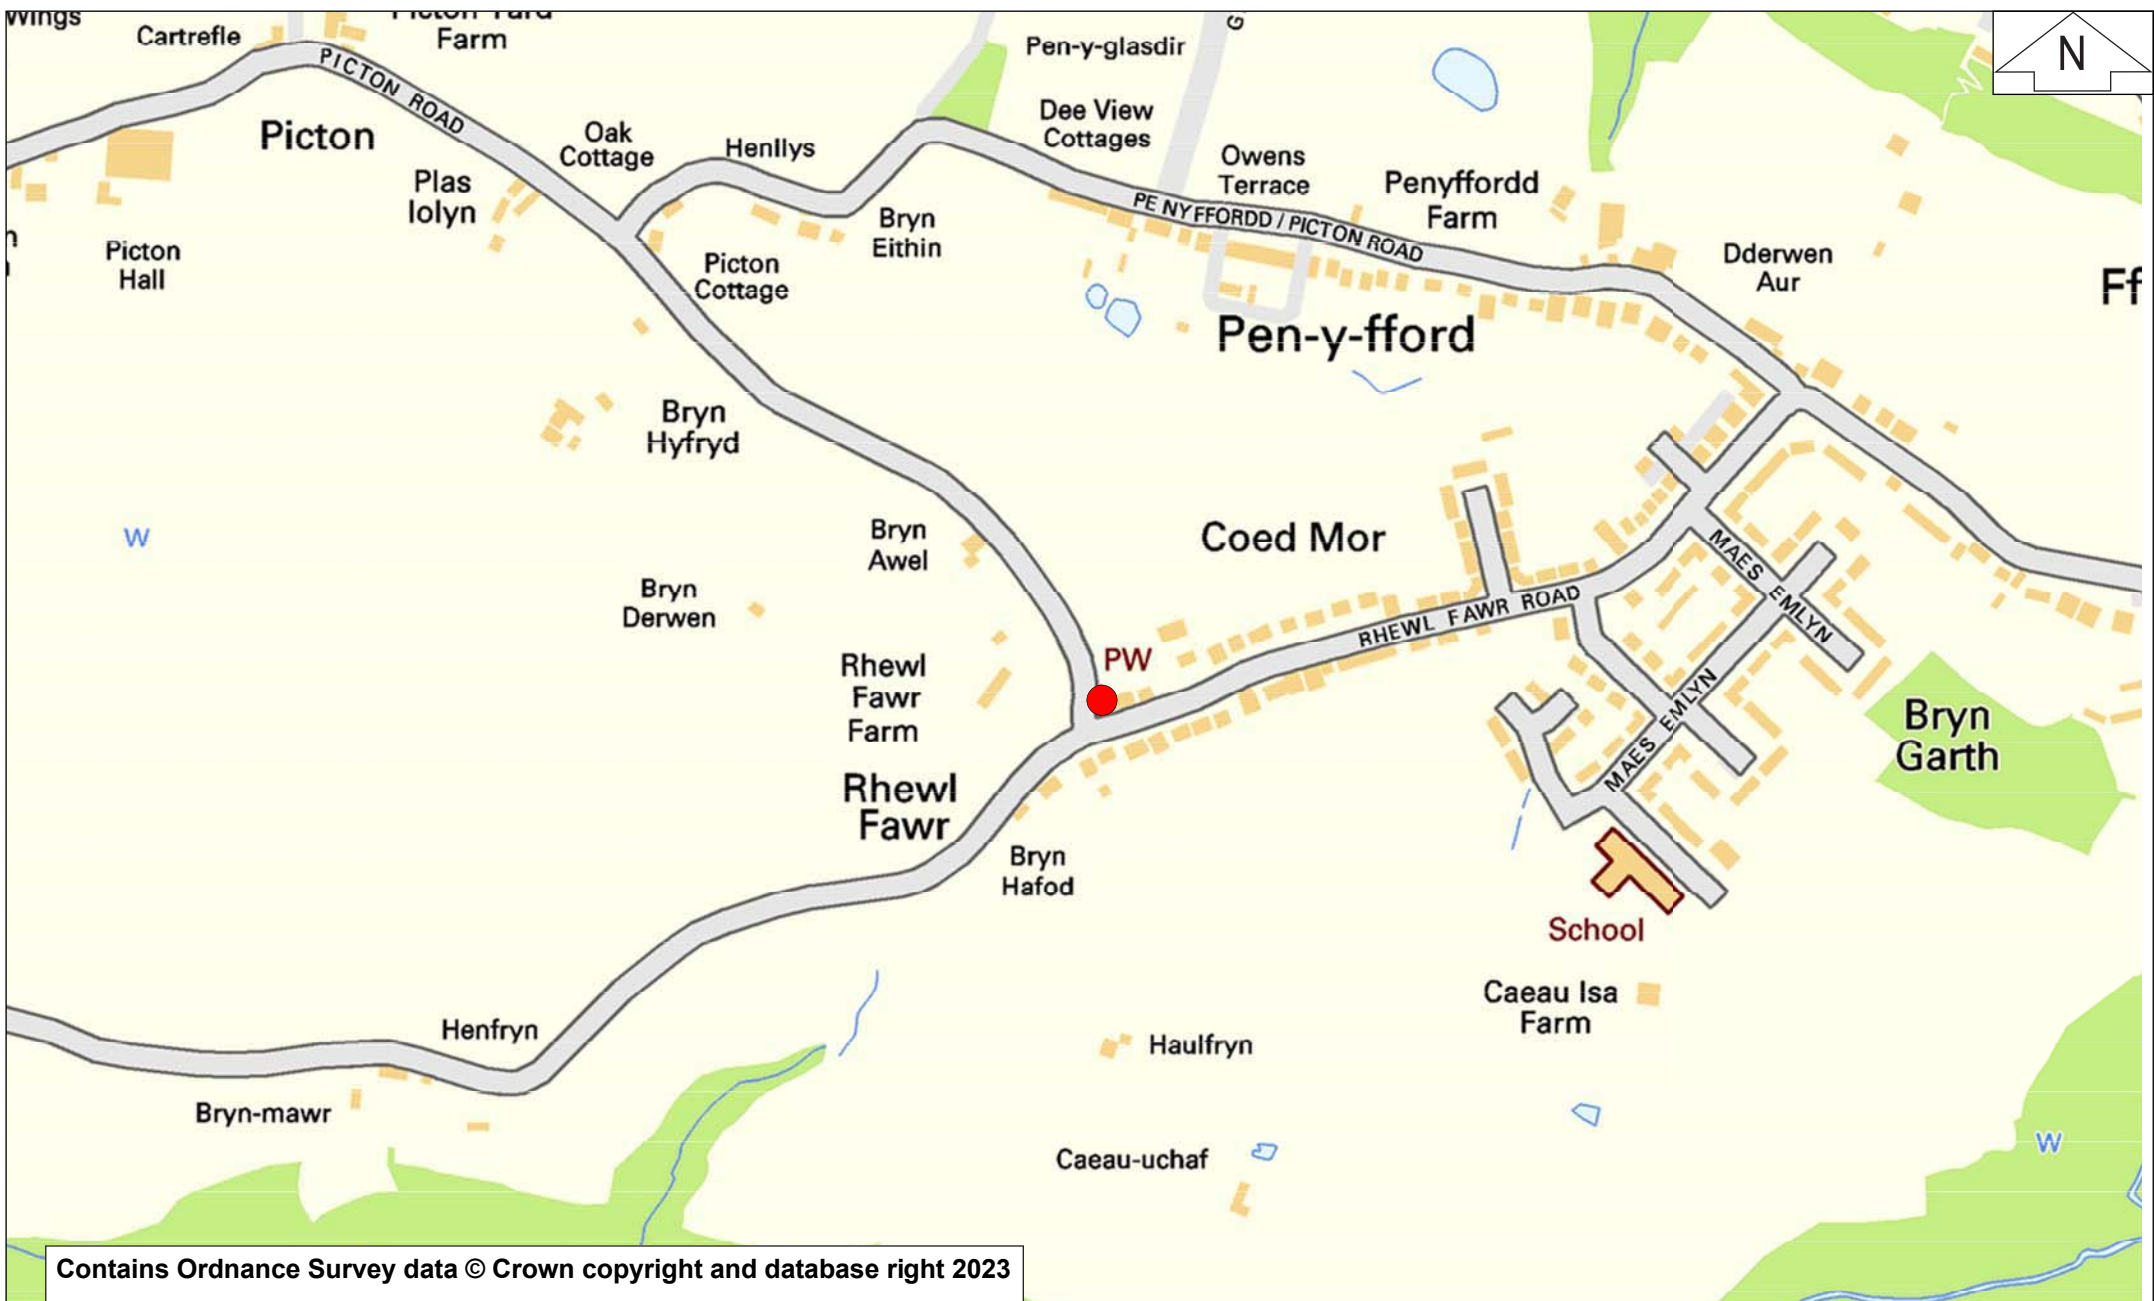 Wings
Cartrefle
Picton Yard
Farm
PICTON ROAD
Picton
Plas
Iolyn
Picton
Hall
Oak
Cottage
Henllys
Picton
Cottage
Bryn
Eithin
Pen-y-glasdir
Dee View
Cottages
G
Owens
Terrace
PENYFFORDD / PICTON ROAD
Penyffordd
Farm
N
Dderwen
Aur
Ff
Pen-y-fford
Bryn
Hyfryd
W
Bryn
Awel
Bryn
Derwen
Coed Mor
MAES EMLYN
RHEWL FAWR ROAD
PW
Rhewl
Fawr
Farm
MAES EMLYN
Bryn
Garth
Rhewl
Fawr
Bryn
Hafod
School
Caeau Isa
Farm
Henfryn
Haulfryn
Bryn-mawr
Caeau-uchaf
W
Contains Ordnance Survey data © Crown copyright and database right 2023